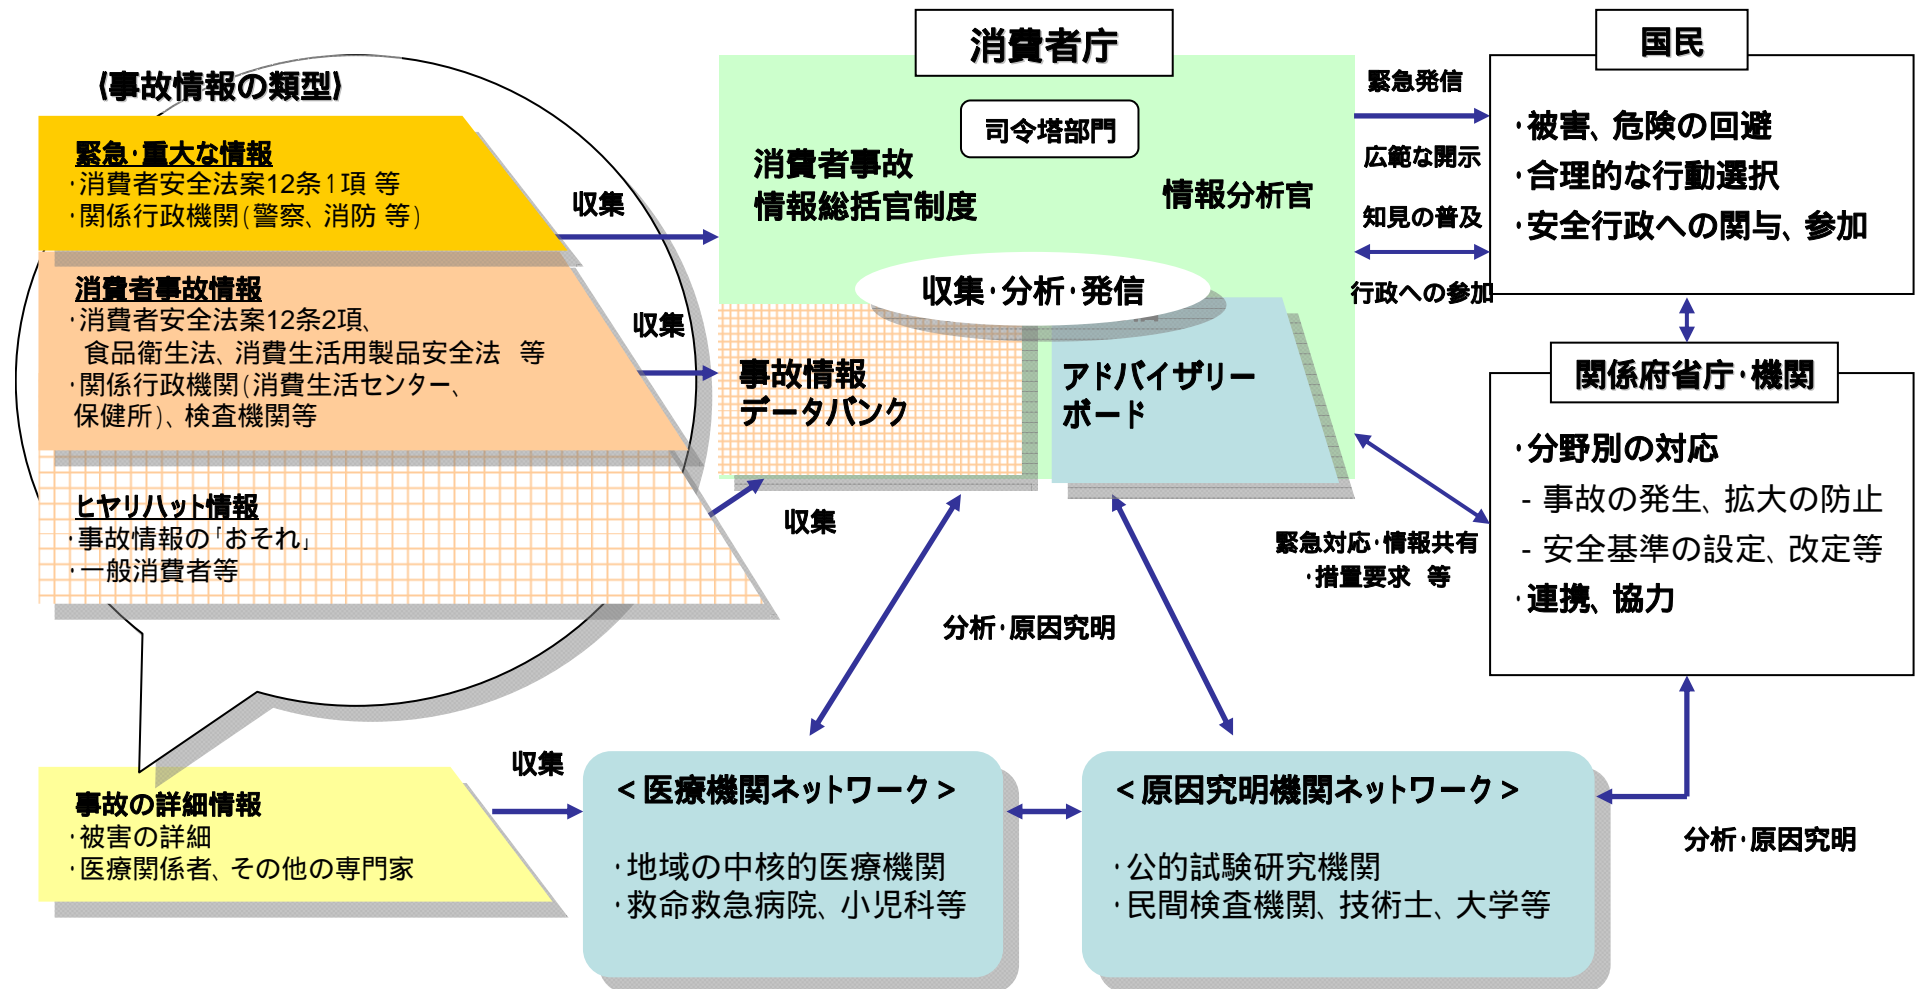 (事故情報の類型)
緊急・重大な情報
・消費者安全法案12条1項 等
・関係行政機関(警察、消防 等)
消費者事故情報
・消費者安全法案12条2項、
食品衛生法、消費生活用製品安全法 等
・関係行政機関(消費生活センター、
保健所)、検査機関等
ヒヤリハット情報
・事故情報の「おそれ」
・一般消費者等
事故の詳細情報
・被害の詳細
・医療関係者、その他の専門家
収集
収集
収集
収集
消費者庁
司令塔部門
消費者事故
情報総括官制度
情報分析官
収集・分析・発信
事故情報
データバンク
アドバイザリー
ボード
緊急発信
広範な開示
知見の普及
行政への参加
国民
・被害、危険の回避
・合理的な行動選択
・安全行政への関与、参加
関係府省庁・機関
・分野別の対応
- 事故の発生、拡大の防止
- 安全基準の設定、改定等
・連携、協力
緊急対応・情報共有
・措置要求 等
分析・原因究明
<医療機関ネットワーク>
・地域の中核的医療機関
・救命救急病院、小児科等
<原因究明機関ネットワーク>
・公的試験研究機関
・民間検査機関、技術士、大学等
分析・原因究明